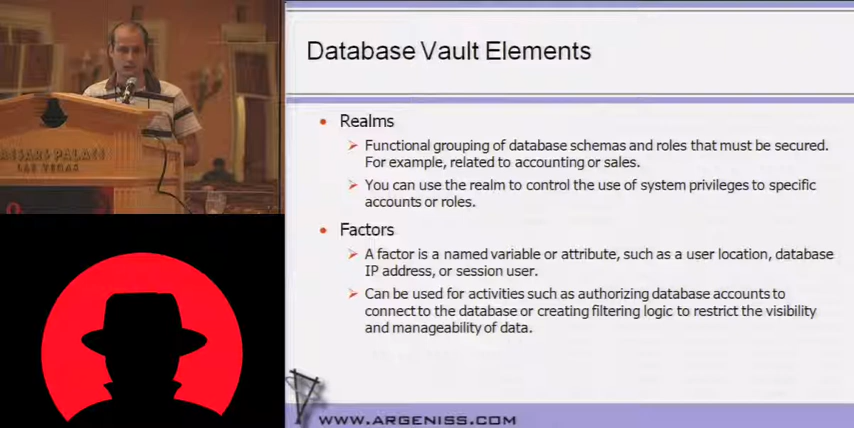 CAESARS PALACE
LAS VEGAS
Database Vault Elements
Realms
Functional grouping of database schemas and roles that must be secured.
For example, related to accounting or sales.
You can use the realm to control the use of system privileges to specific
accounts or roles.
Factors
A factor is a named variable or attribute, such as a user location, database
IP address, or session user.
Can be used for activities such as authorizing database accounts to
connect to the database or creating filtering logic to restrict the visibility
and manageability of data.
WWW.ARGENISS.COM